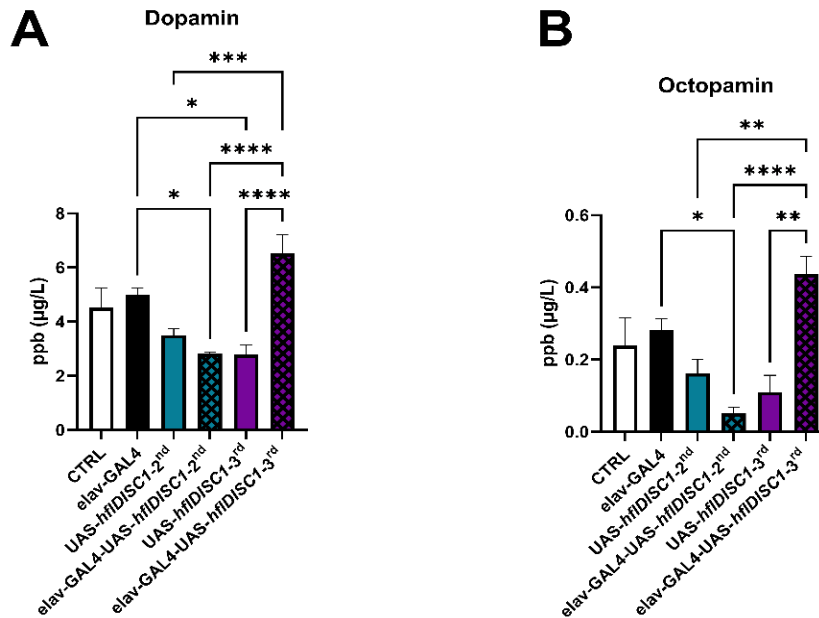 A
Dopamin
***
*
****
*
****
8
6
4
2
0
ppb (µg/L)
CTRL
elav-GAL4
UAS-hflDISC1-2nd
elav-GAL4-UAS-hflDISC1-2nd
UAS-hflDISC1-3rd
elav-GAL4-UAS-hflDISC1-3rd
B
Octopamin
**
****
*
**
0.6
0.4
0.2
0.0
ppb (µg/L)
CTRL
elav-GAL4
UAS-hflDISC1-2nd
elav-GAL4-UAS-hflDISC1-2nd
UAS-hflDISC1-3rd
elav-GAL4-UAS-hflDISC1-3rd